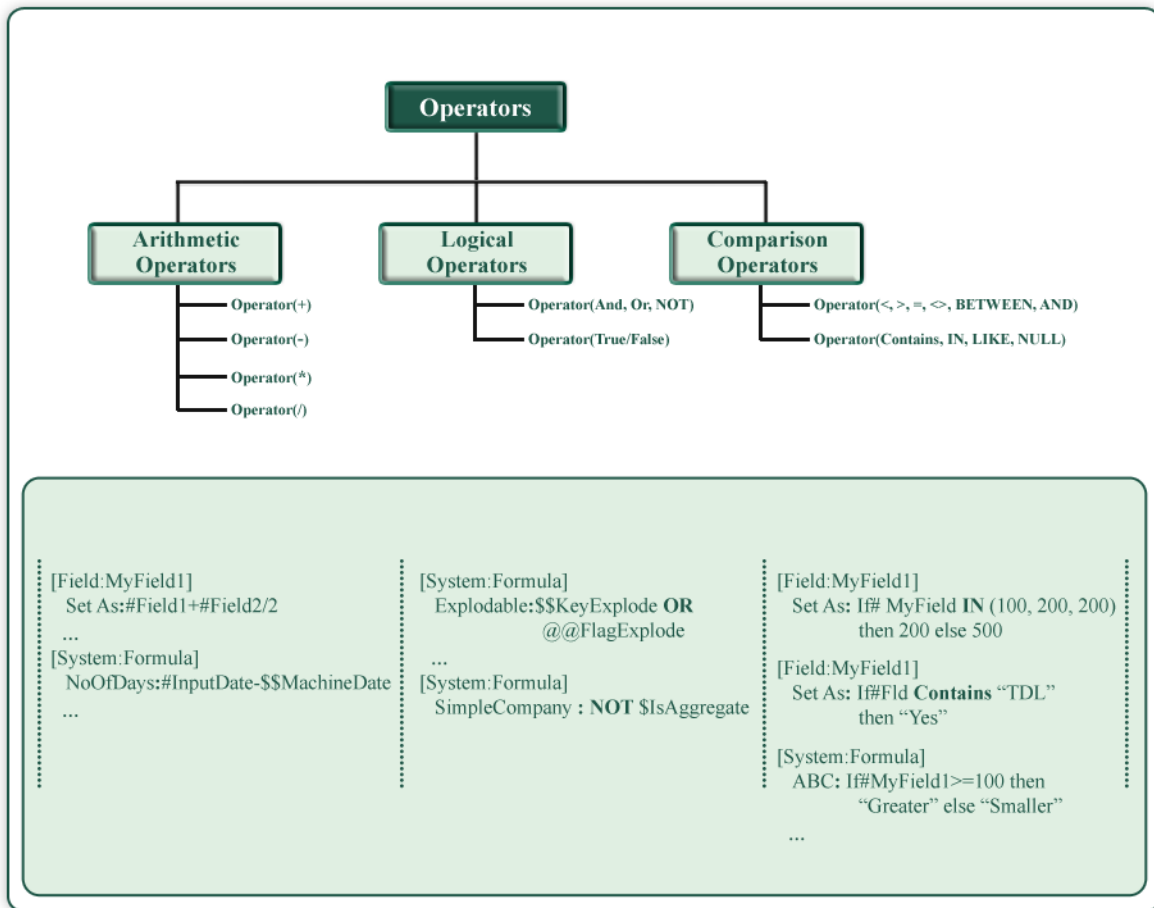 Operators
Arithmetic
Operators
Operator(+)
Operator(-)
Operator(*)
Operator(/)
Logical
Operators
Operator(And, Or, NOT)
Operator(True/False)
Comparison
Operators
Operator(<, >, =, <>, BETWEEN, AND)
Operator(Contains, IN, LIKE, NULL)
[Field:MyField1]
Set As:#Field1+#Field2/2
...
[System:Formula]
NoOfDays:#InputDate-$$MachineDate
...
[System:Formula]
Explodable:$$KeyExplode OR
@@FlagExplode
...
[System:Formula]
SimpleCompany : NOT $IsAggregate
[Field:MyField1]
Set As: If# MyField IN (100, 200, 200)
then 200 else 500
[Field:MyField1]
Set As: If#Fld Contains “TDL”
then “Yes”
[System:Formula]
ABC: If#MyField1>=100 then
“Greater” else “Smaller”
...